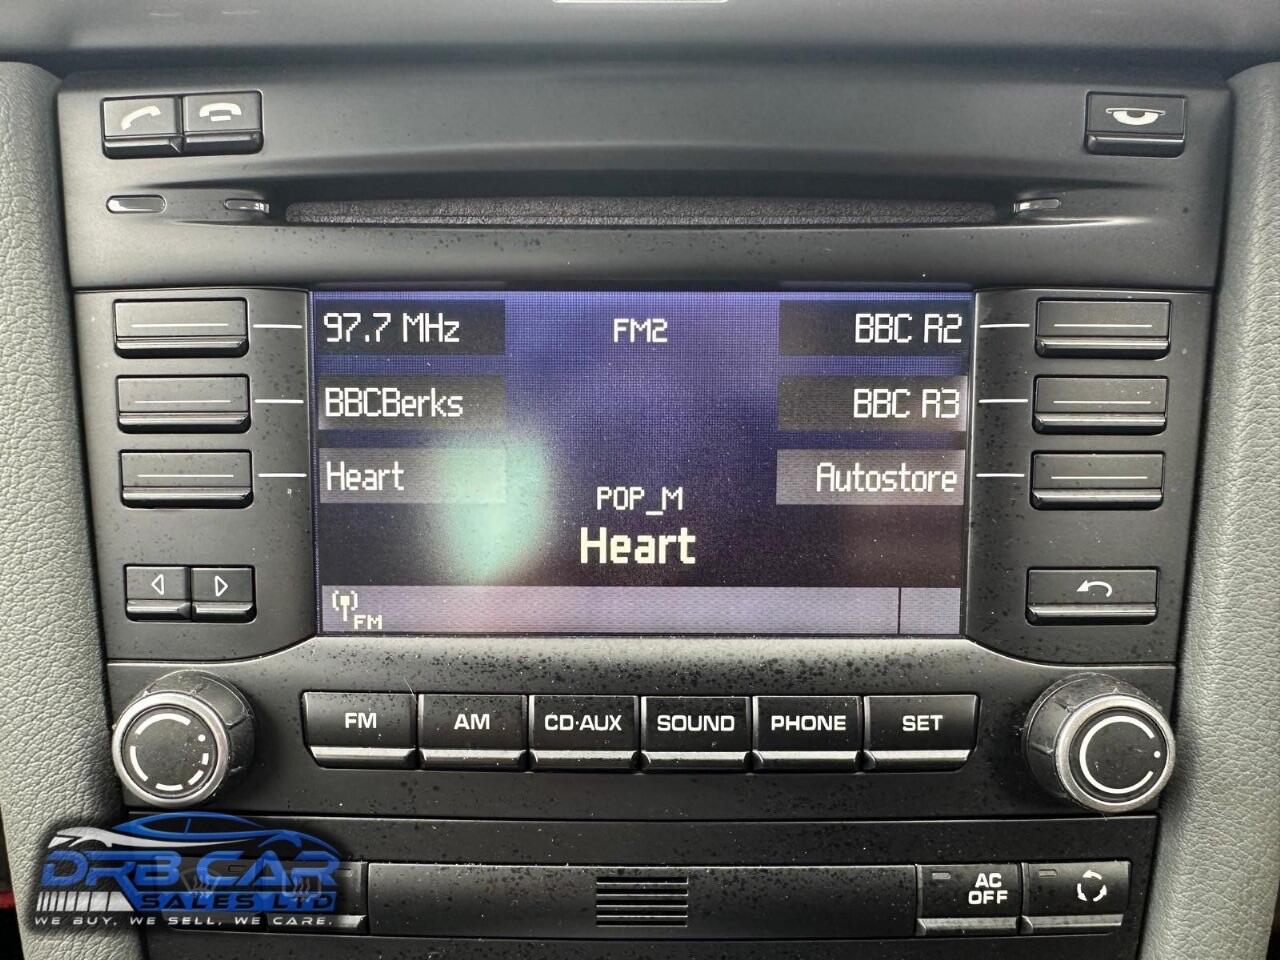 97.7 MHz
FM2
BBC R2
BBCBerks
BBC R3
Heart
Autostore
POP_M
Heart
FM
FM
AM
CD·AUX
SOUND
PHONE
SET
DRB CAR
SALES LTD
WE BUY. WE SELL, WE CARE.
AC
OFF